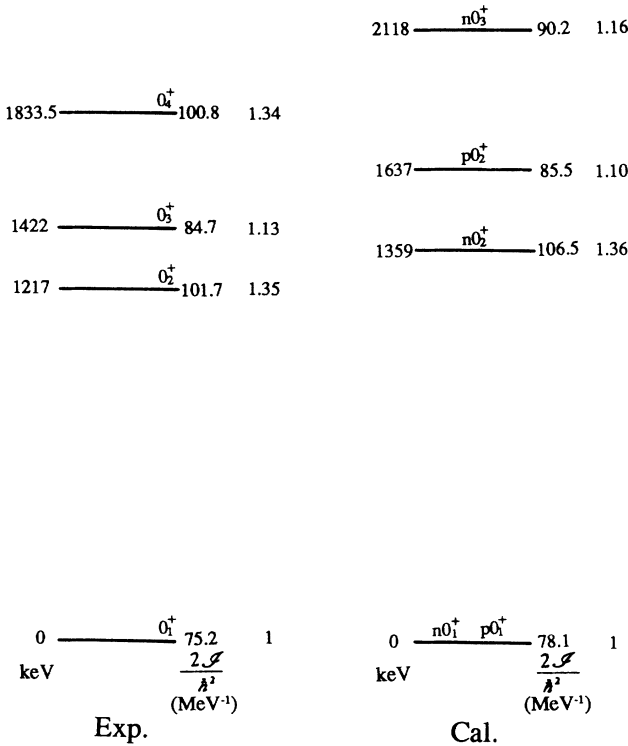 2118 n0₃⁺ 90.2 1.16
1833.5 0₄⁺ 100.8 1.34
1637 p0₂⁺ 85.5 1.10
1422 0₃⁺ 84.7 1.13
1359 n0₂⁺ 106.5 1.36
1217 0₂⁺ 101.7 1.35
0 0₁⁺ 75.2 1
keV 2ℐ/ℏ²
(MeV⁻¹)
Exp.
0 n0₁⁺ p0₁⁺ 78.1 1
keV 2ℐ/ℏ²
(MeV⁻¹)
Cal.